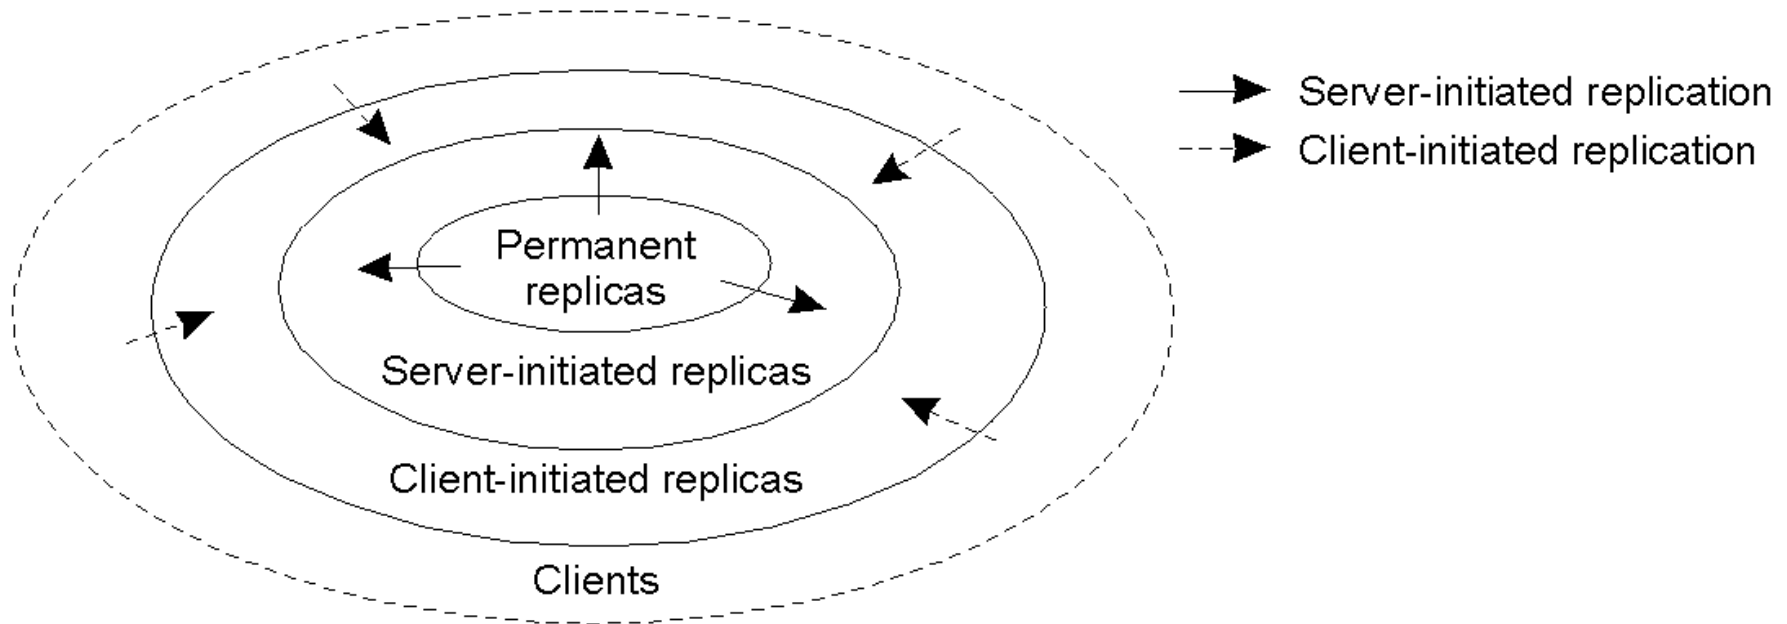 Server-initiated replication
Client-initiated replication
Permanent
replicas
Server-initiated replicas
Client-initiated replicas
Clients